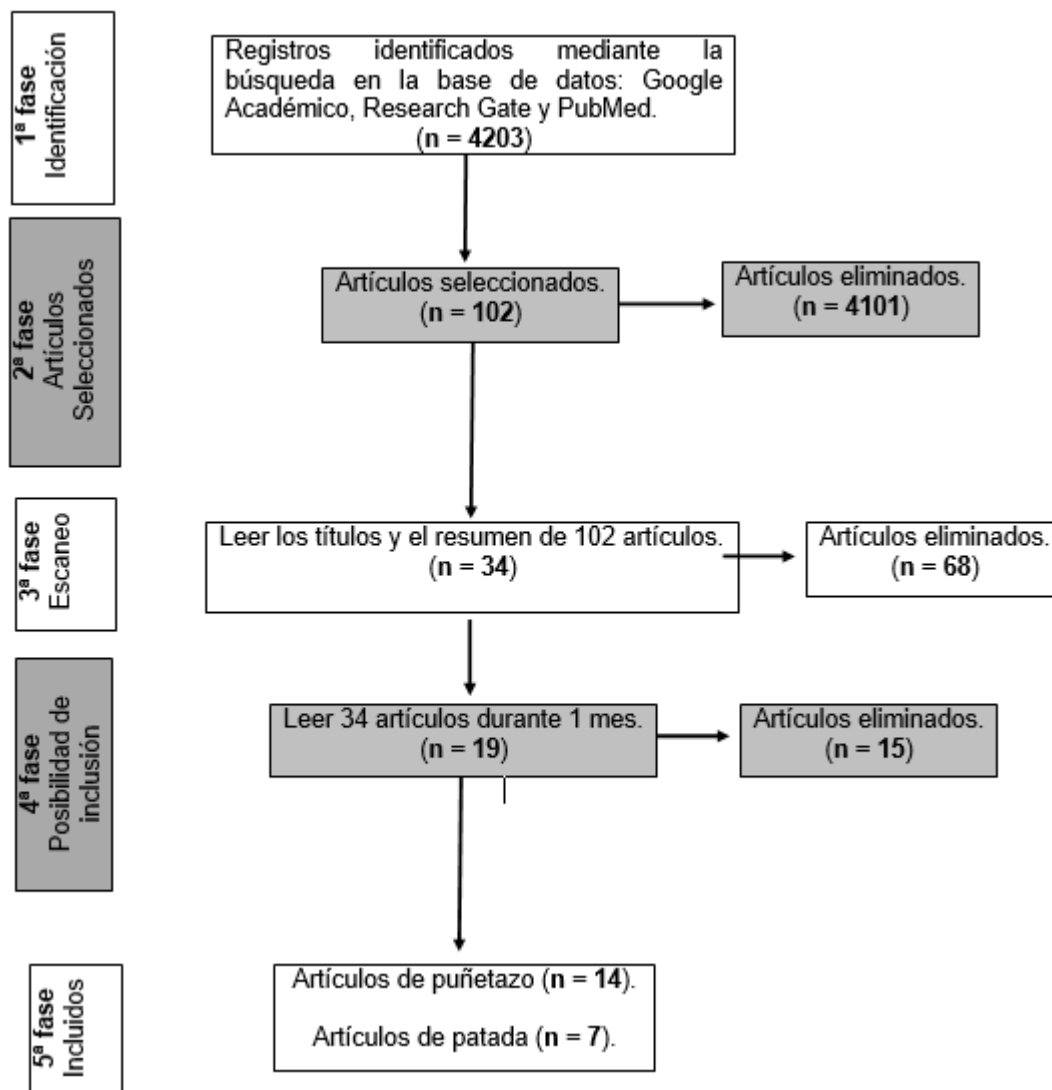 1ª fase
Identificación
Registros identificados mediante la
búsqueda en la base de datos: Google
Académico, Research Gate y PubMed.
(n = 4203)
2ª fase
Artículos
Seleccionados
Artículos seleccionados.
(n = 102)
Artículos eliminados.
(n = 4101)
3ª fase
Escaneo
Leer los títulos y el resumen de 102 artículos.
(n = 34)
Artículos eliminados.
(n = 68)
4ª fase
Posibilidad de
inclusión
Leer 34 artículos durante 1 mes.
(n = 19)
Artículos eliminados.
(n = 15)
5ª fase
Incluidos
Artículos de puñetazo (n = 14).
Artículos de patada (n = 7).